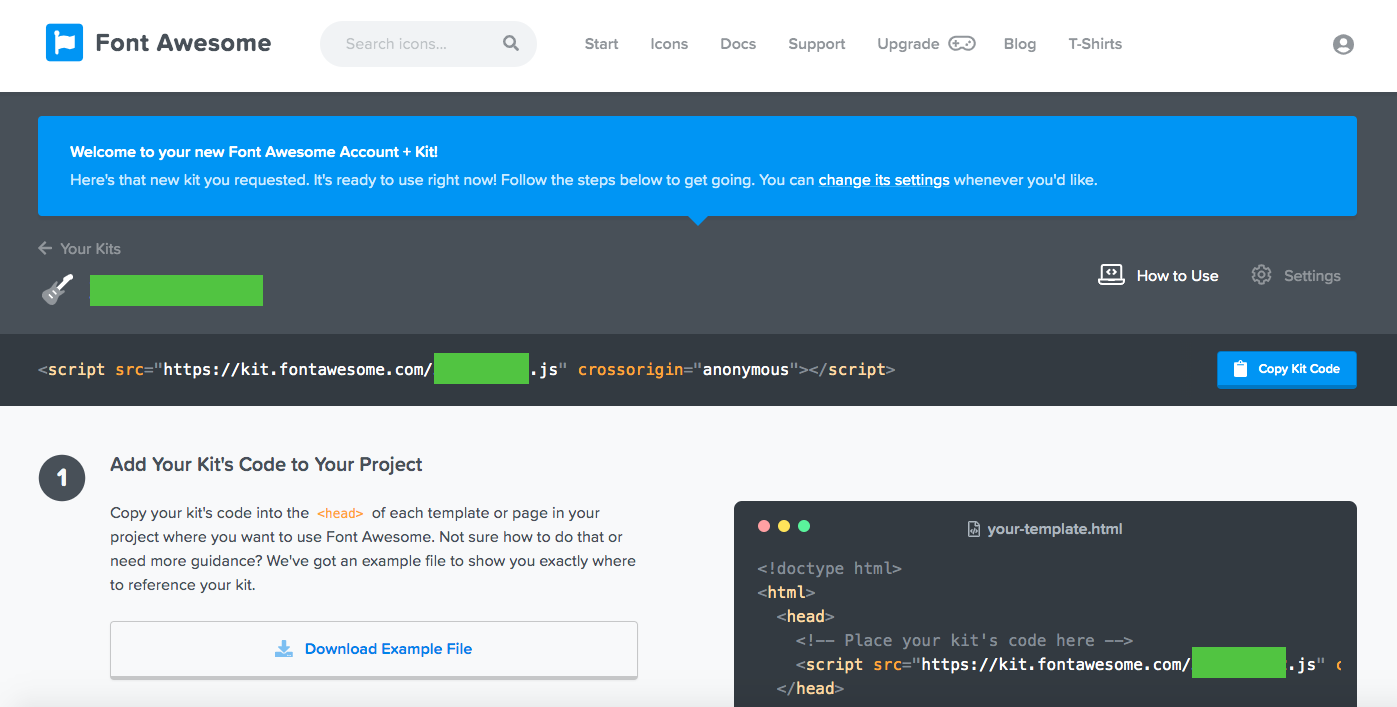 Font Awesome
Search icons...
Start Icons Docs Support Upgrade Blog T-Shirts
Welcome to your new Font Awesome Account + Kit!
Here's that new kit you requested. It's ready to use right now! Follow the steps below to get going. You can change its settings whenever you'd like.
Your Kits
How to Use Settings
<script src="https://kit.fontawesome.com/ .js" crossorigin="anonymous"></script>
Copy Kit Code
1
Add Your Kit's Code to Your Project
Copy your kit's code into the <head> of each template or page in your
project where you want to use Font Awesome. Not sure how to do that or
need more guidance? We've got an example file to show you exactly where
to reference your kit.
Download Example File
your-template.html
<!doctype html>
<html>
<head>
<!-- Place your kit's code here -->
<script src="https://kit.fontawesome.com/ .js" c
</head>